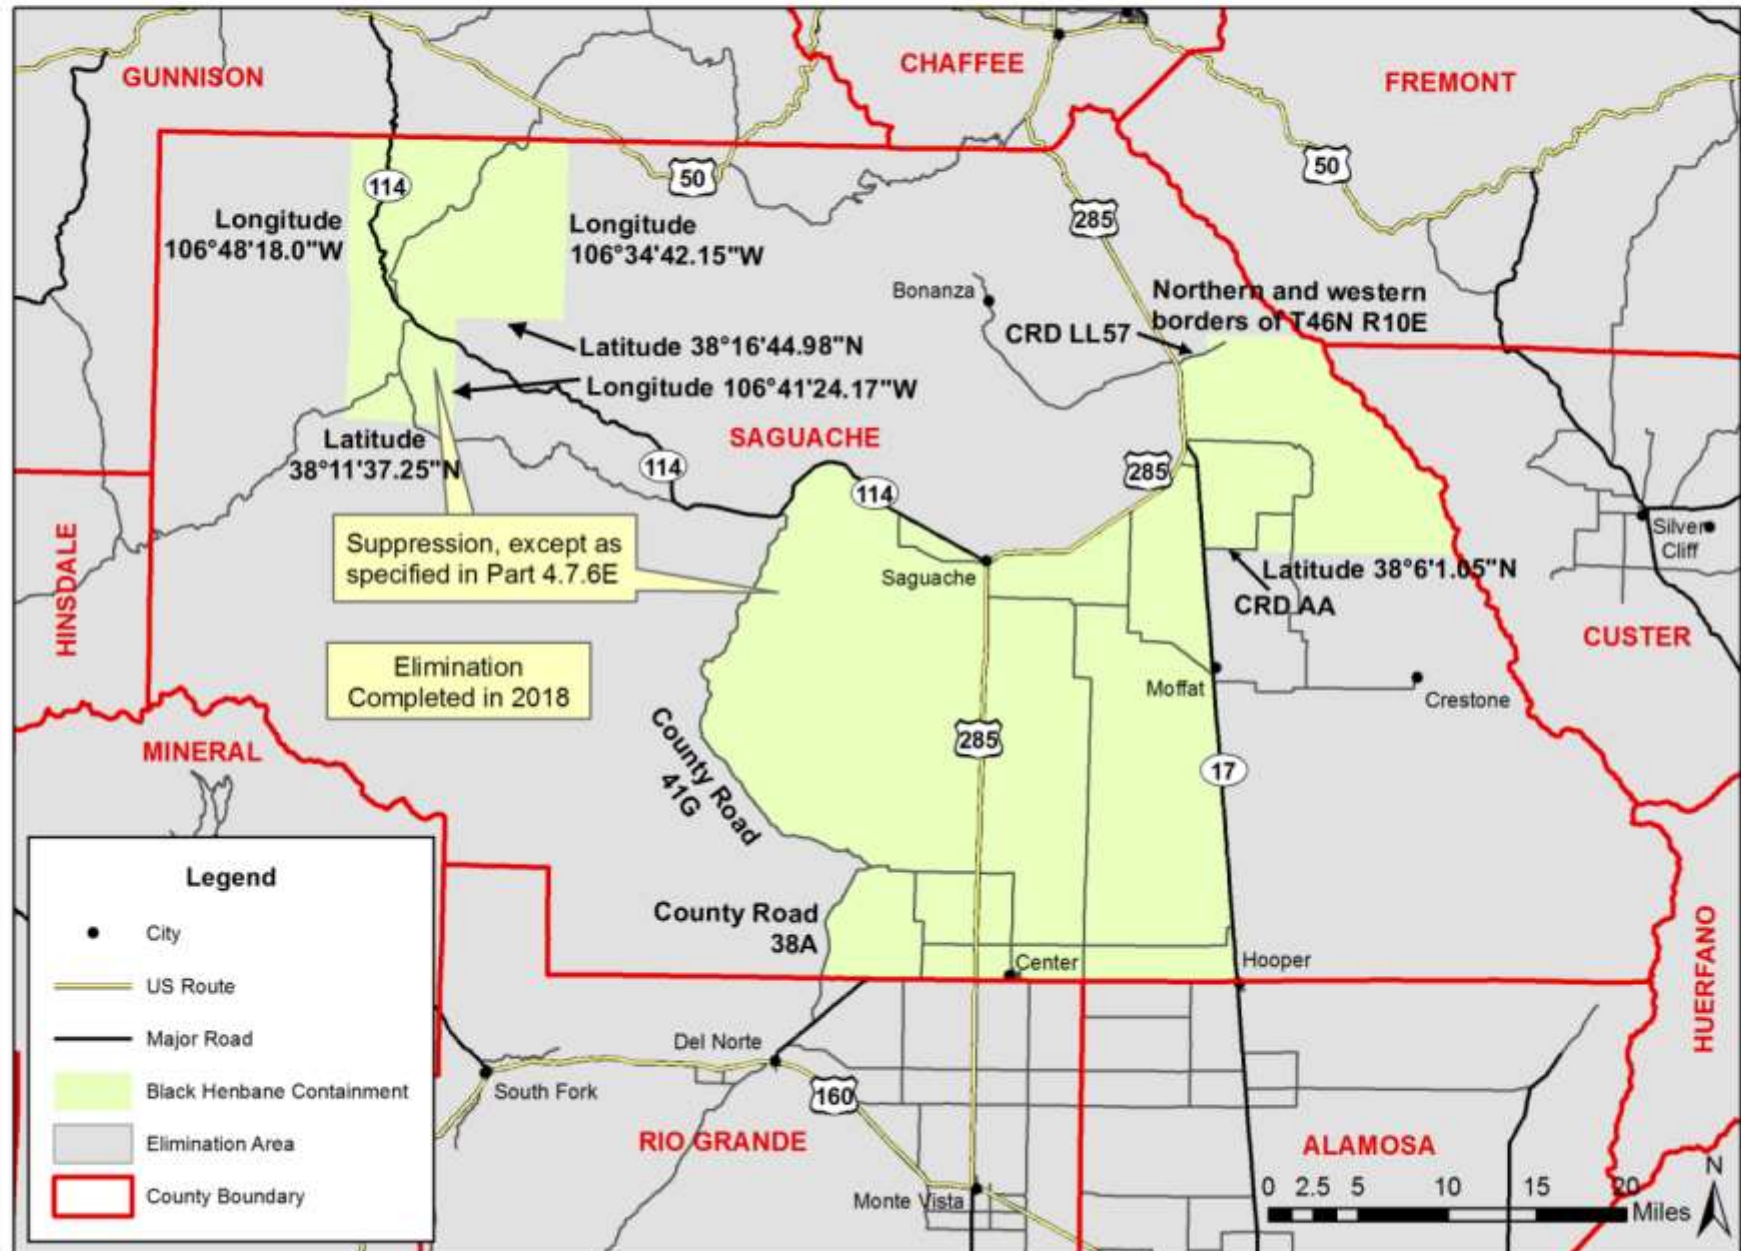 GUNNISON
CHAFFEE
FREMONT
50
50
114
285
Longitude
106°48'18.0"W
Longitude
106°34'42.15"W
Bonanza
CRD LL57
Northern and western
borders of T46N R10E
Latitude 38°16'44.98"N
Longitude 106°41'24.17"W
Latitude
38°11'37.25"N
SAGUACHE
114
114
285
HINSDALE
Suppression, except as
specified in Part 4.7.6E
Saguache
Silver
Cliff
Latitude 38°6'1.05"N
CRD AA
CUSTER
Elimination
Completed in 2018
Moffat
Crestone
MINERAL
County Road
41G
285
17
Legend
City
US Route
Major Road
Black Henbane Containment
Elimination Area
County Boundary
County Road
38A
Center
Hooper
HUERFANO
Del Norte
South Fork
160
RIO GRANDE
ALAMOSA
Monte Vista
N
0 2.5 5 10 15 20
Miles